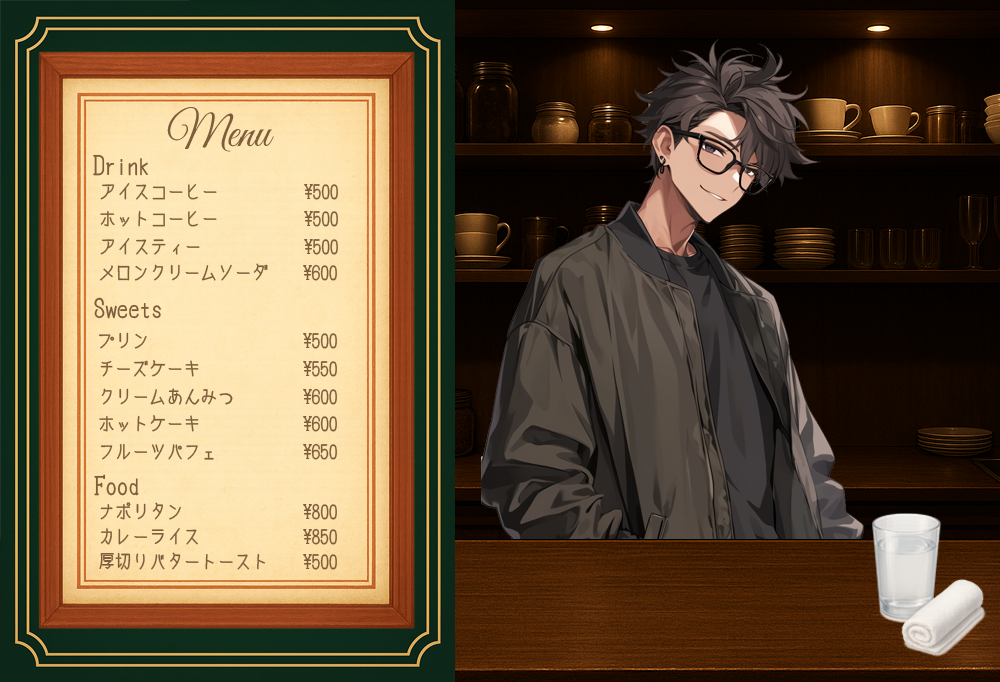 Menu
Drink
アイスコーヒー ¥500
ホットコーヒー ¥500
アイスティー ¥500
メロンクリームソーダ ¥600
Sweets
プリン ¥500
チーズケーキ ¥550
クリームあんみつ ¥600
ホットケーキ ¥600
フルーツパフェ ¥650
Food
ナポリタン ¥800
カレーライス ¥850
厚切りバタートースト ¥500